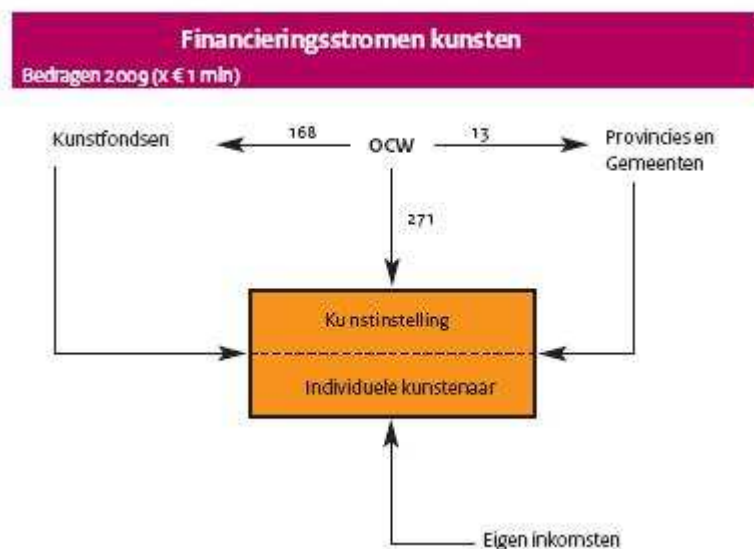 Financieringsstromen kunsten
Bedragen 2009 (x € 1 mln)
Kunstfondsen
168
OCW
13
Provincies en
Gemeenten
271
Kunstinstelling
Individuele kunstenaar
Eigen inkomsten